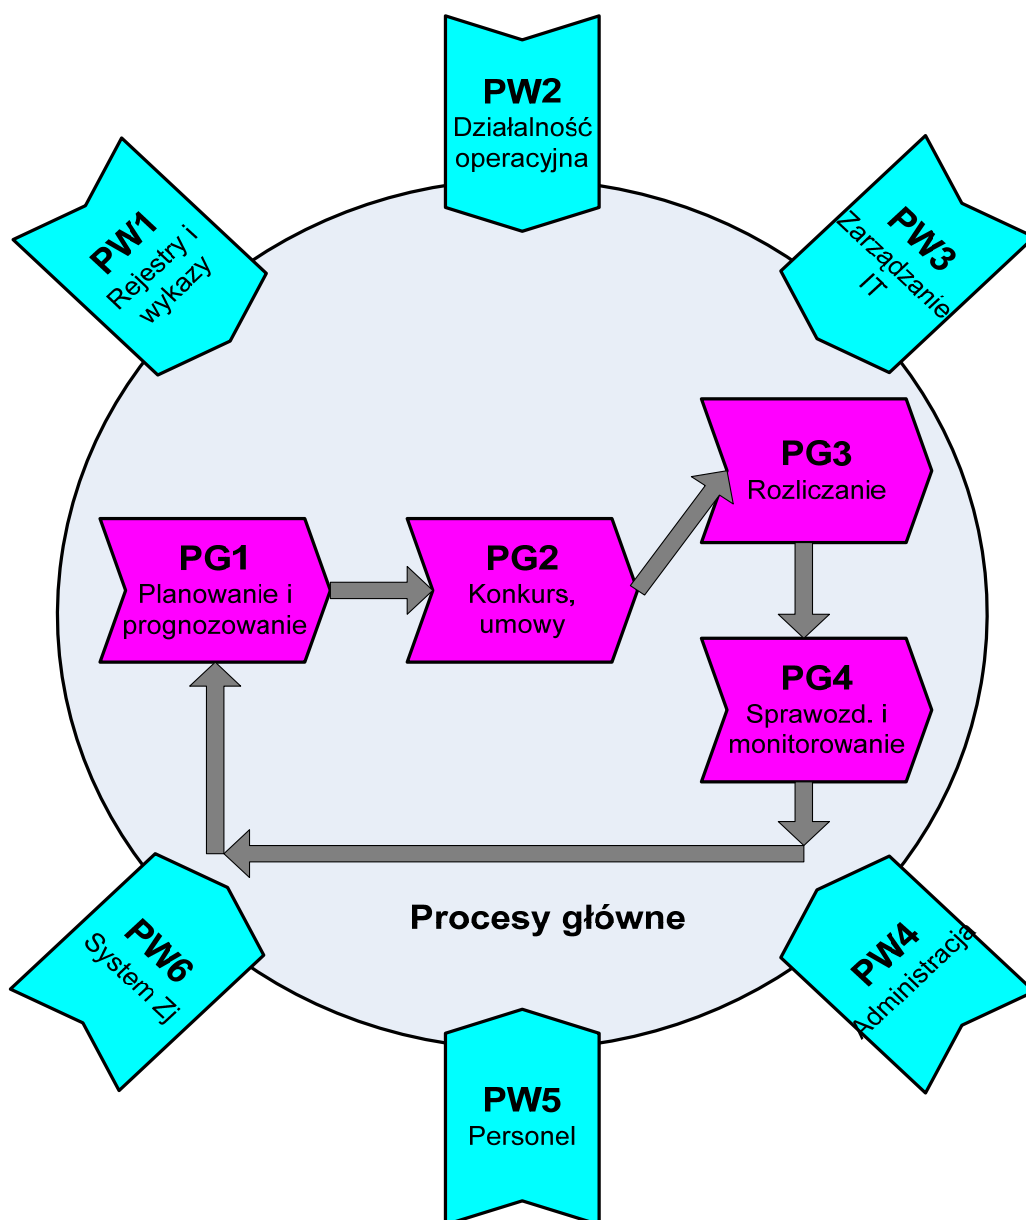 PW2
Działalność
operacyjna
PW1
Rejestry i
wykazy
PW3
Zarządzanie
IT
PG3
Rozliczanie
PG1
Planowanie i
prognozowanie
PG2
Konkurs,
umowy
PG4
Sprawozd. i
monitorowanie
Procesy główne
PW6
System Zj
PW4
Administracja
PW5
Personel